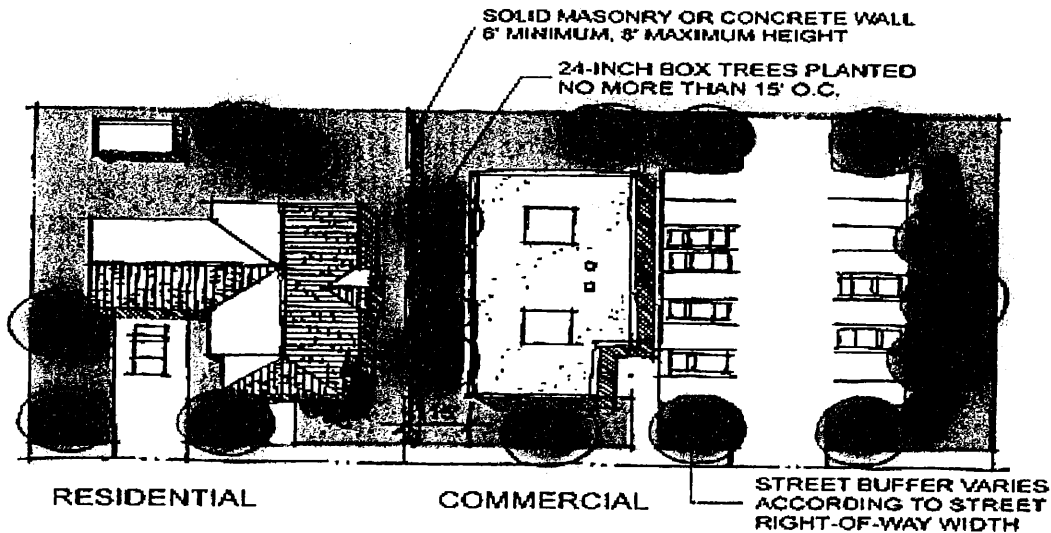 SOLID MASONRY OR CONCRETE WALL
6' MINIMUM, 8' MAXIMUM HEIGHT
24-INCH BOX TREES PLANTED
NO MORE THAN 15' O.C.
RESIDENTIAL
COMMERCIAL
STREET BUFFER VARIES
ACCORDING TO STREET
RIGHT-OF-WAY WIDTH